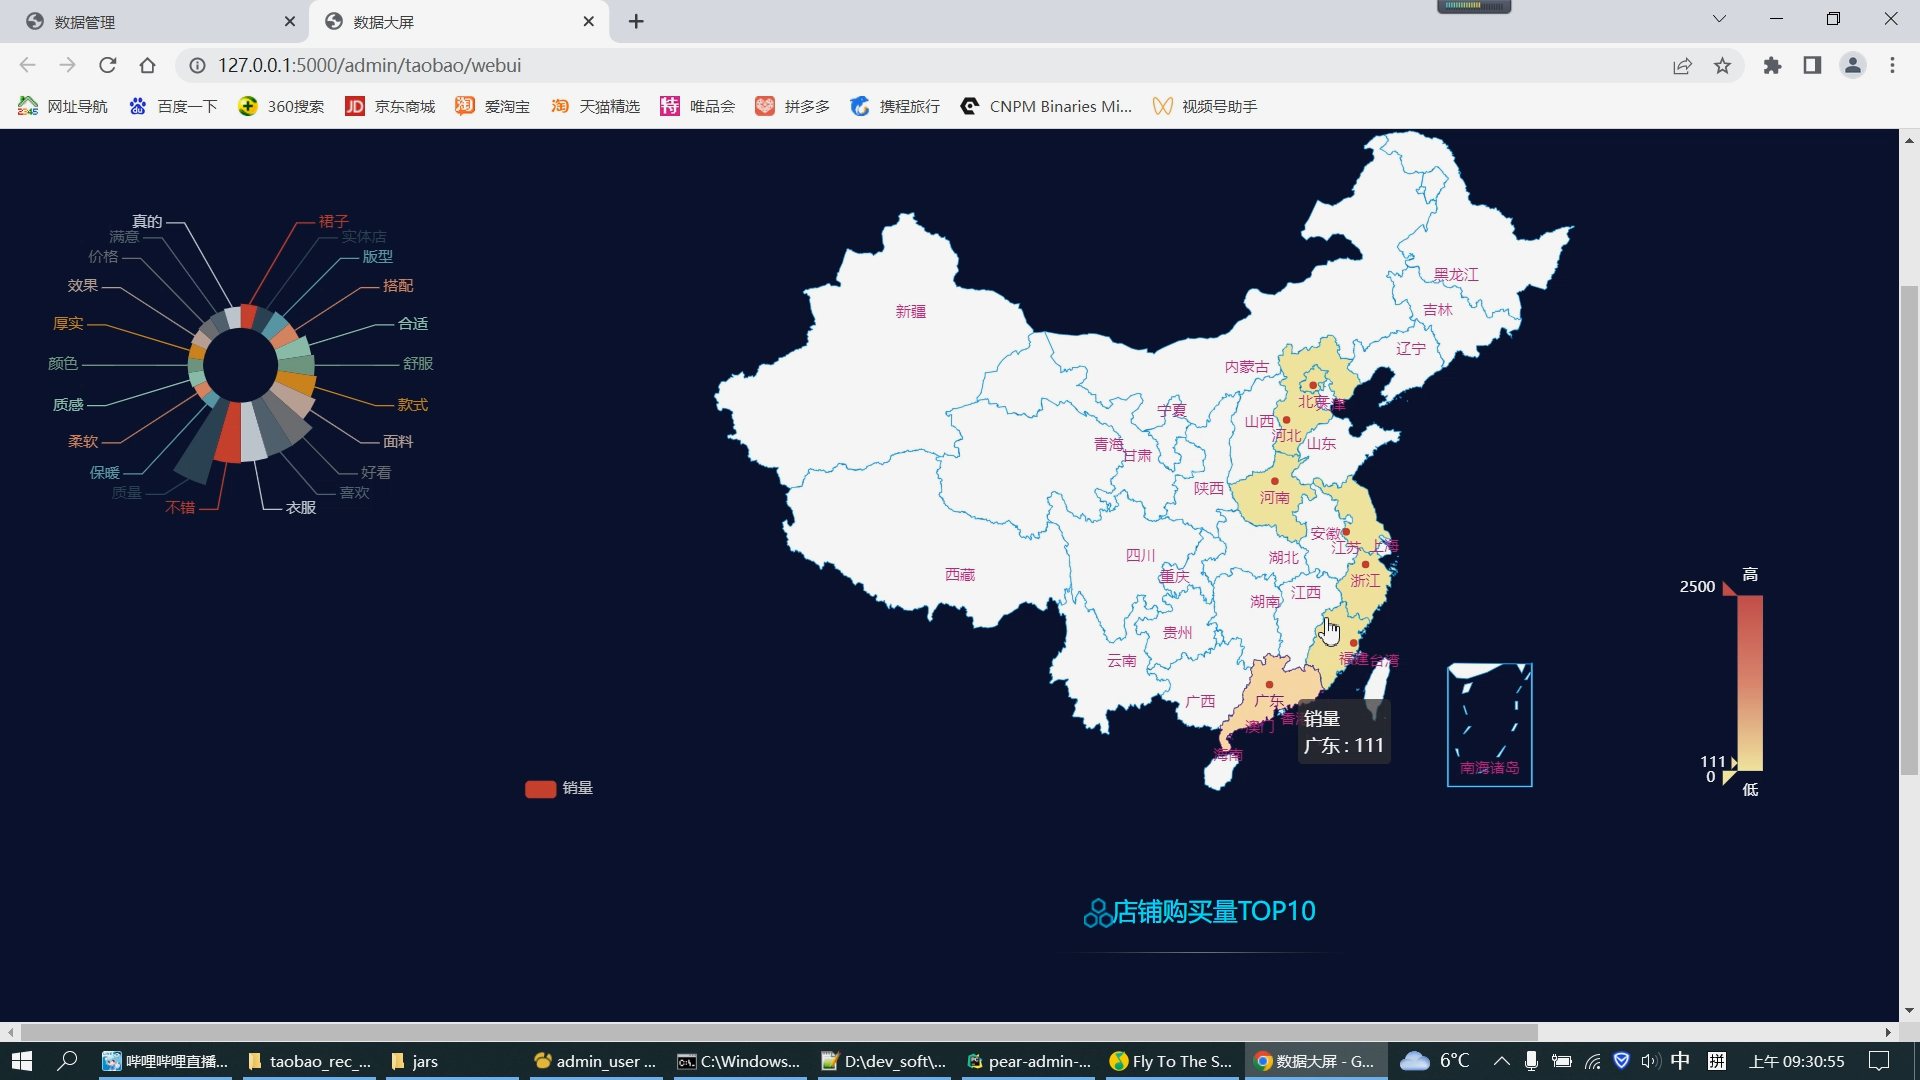 数据管理
数据大屏
127.0.0.1:5000/admin/taobao/webui
网址导航
百度一下
360搜索
JD 京东商城
淘 爱淘宝
淘 天猫精选
特 唯品会
拼多多
携程旅行
CNPM Binaries Mi...
视频号助手
真的
满意
价格
效果
厚实
颜色
质感
柔软
保暖
质量
不错
裙子
实体店
版型
搭配
合适
舒服
款式
面料
好看
喜欢
衣服
黑龙江
吉林
辽宁
新疆
内蒙古
北京
天津
宁夏
山西
河北
山东
青海
甘肃
陕西
河南
安徽
江苏
上海
四川
湖北
重庆
西藏
浙江
江西
湖南
贵州
云南
福建
台湾
广西
广东
澳门
香港
海南
南海诸岛
销量
广东 : 111
高
2500
111
0
低
销量
店铺购买量TOP10
哔哩哔哩直播...
taobao_rec_...
jars
admin_user ...
C:\Windows...
D:\dev_soft\...
pear-admin-...
Fly To The S...
数据大屏 - G...
6°C
中
拼
上午 09:30:55